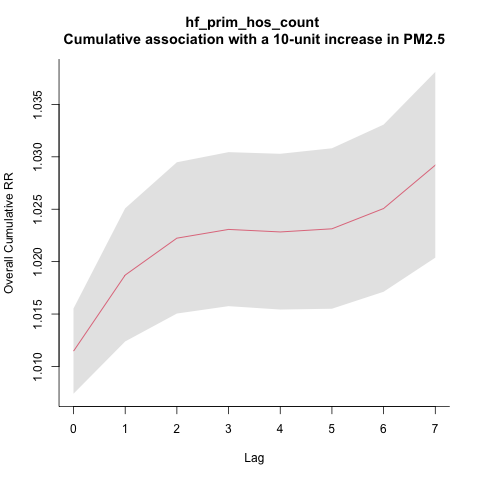 hf_prim_hos_count
Cumulative association with a 10-unit increase in PM2.5
Overall Cumulative RR
1.035
1.030
1.025
1.020
1.015
1.010
0 1 2 3 4 5 6 7
Lag